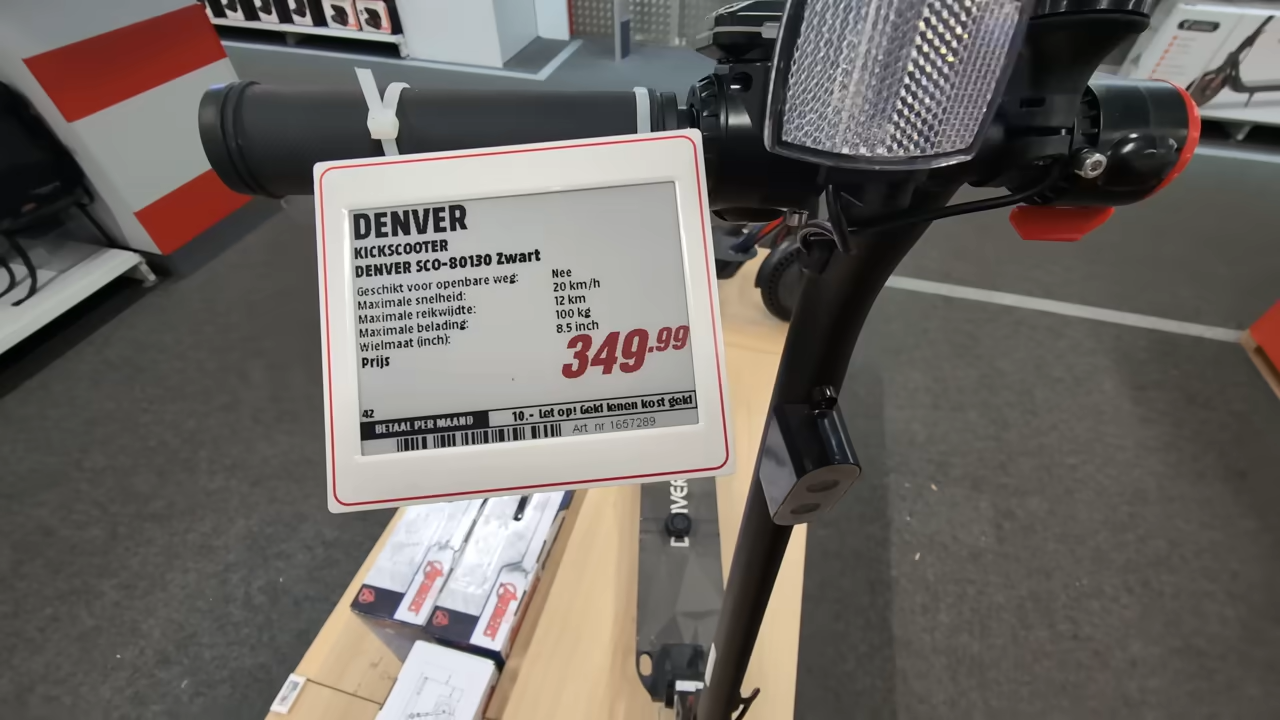 DENVER
KICKSCOOTER
DENVER SCO-80130 Zwart
Geschikt voor openbare weg: Nee
Maximale snelheid: 20 km/h
Maximale reikwijdte: 12 km
Maximale belading: 100 kg
Wielmaat (inch): 8.5 inch
Prijs 349.99
42
BETAAL PER MAAND 10,- Let op! Geld lenen kost geld
Art nr 1657289
DENVER